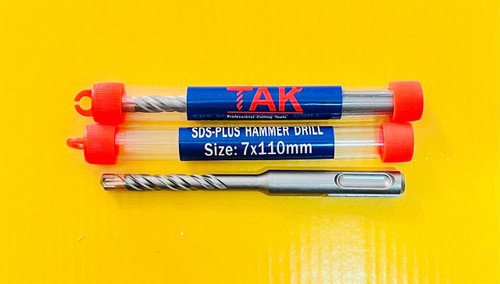 TAK
Professional Cutting Tools
SDS-PLUS HAMMER DRILL
Size: 7x110mm